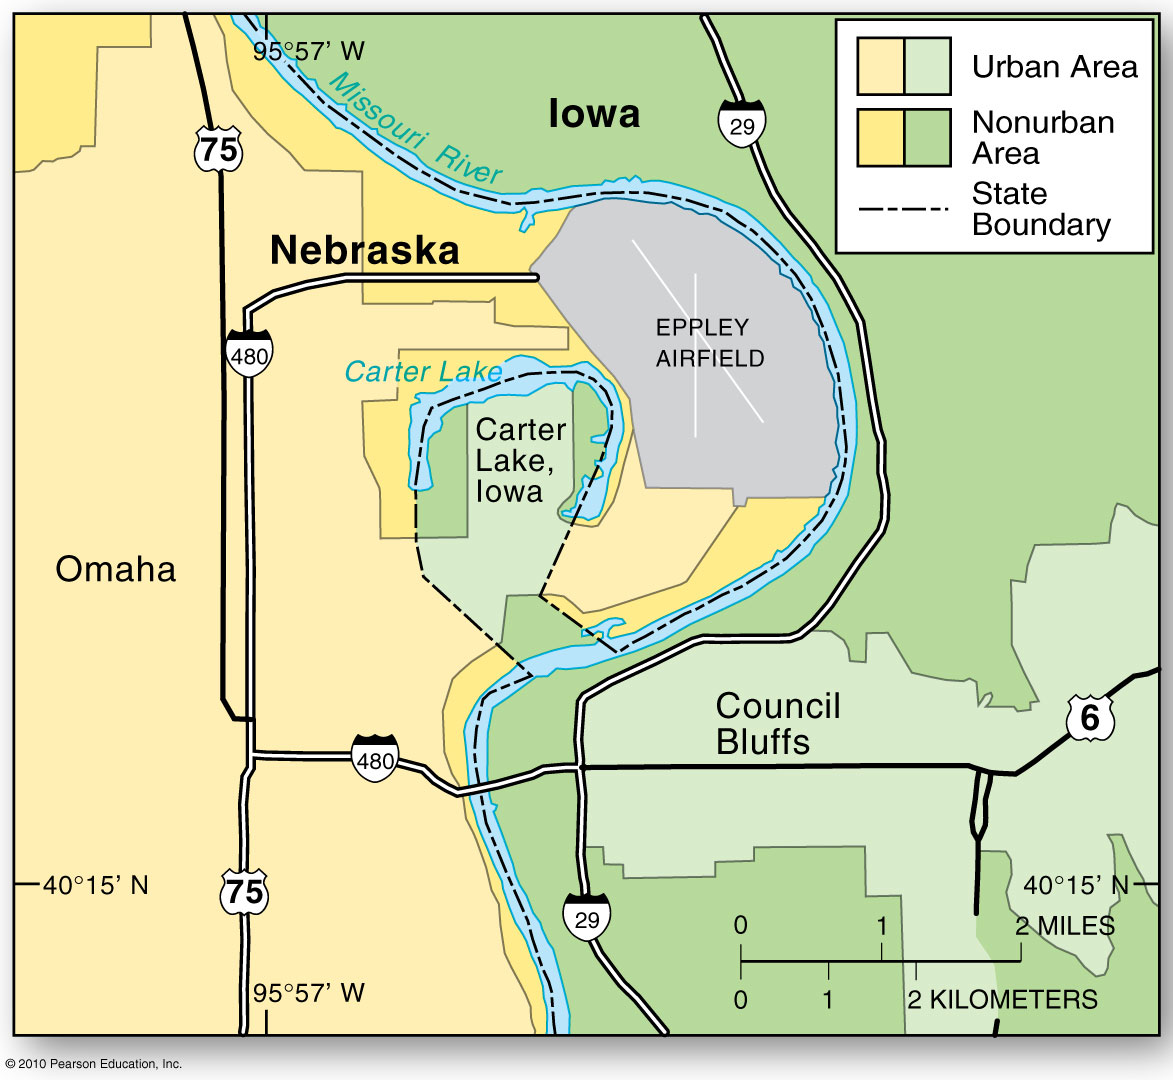 95°57' W
Missouri River
Iowa
29
Urban Area
Nonurban
Area
State
Boundary
75
Nebraska
480
EPPLEY
AIRFIELD
Carter Lake
Carter
Lake,
Iowa
Omaha
Council
Bluffs
6
480
75
40°15' N
40°15' N
29
0 1 2 MILES
0 1 2 KILOMETERS
95°57' W
© 2010 Pearson Education, Inc.